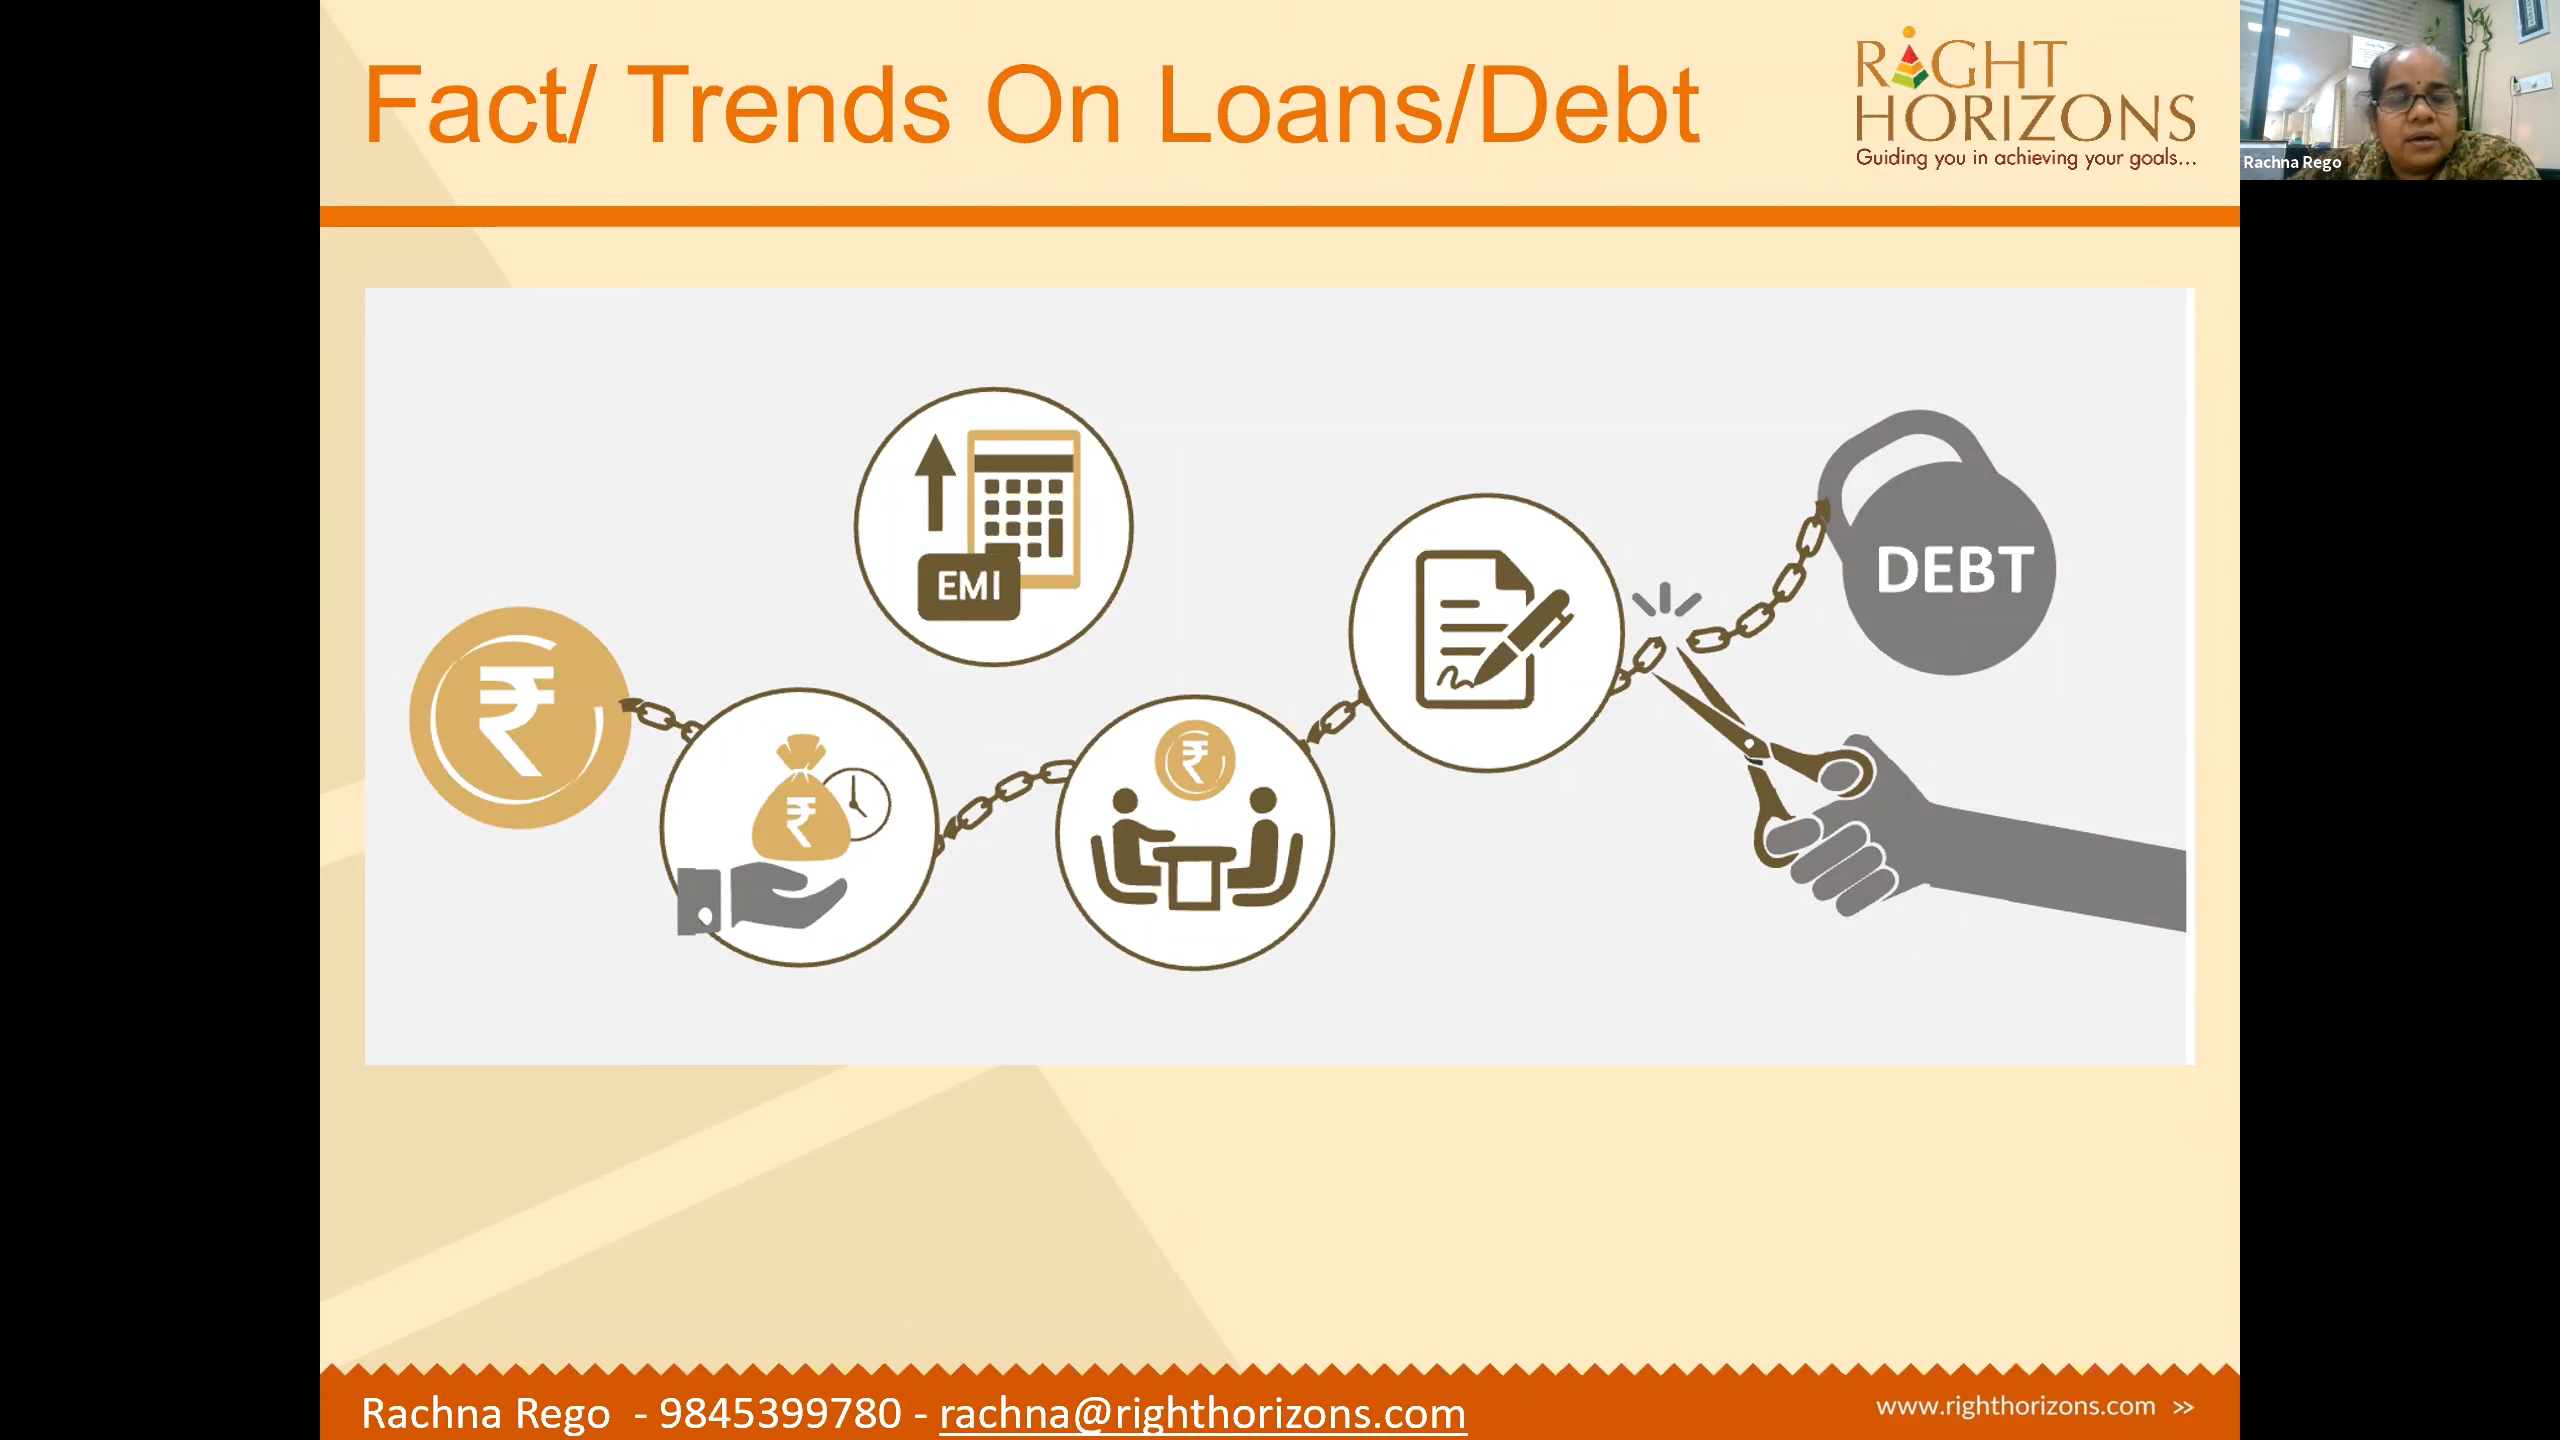 Fact/ Trends On Loans/Debt
RIGHT
HORIZONS
Guiding you in achieving your goals...
Rachna Rego
EMI
DEBT
₹
₹
₹
Rachna Rego - 9845399780 - rachna@righthorizons.com
www.righthorizons.com >>